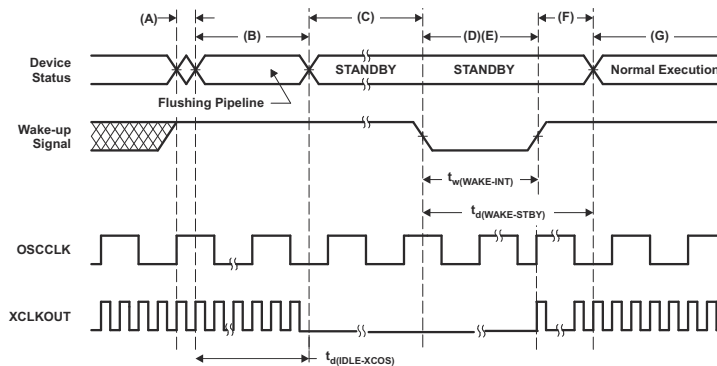 (A)
(B)
(C)
(D)(E)
(F)
(G)
Device
Status
STANDBY
STANDBY
Normal Execution
Flushing Pipeline
Wake-up
Signal
tw(WAKE-INT)
td(WAKE-STBY)
OSCCLK
XCLKOUT
td(IDLE-XCOS)